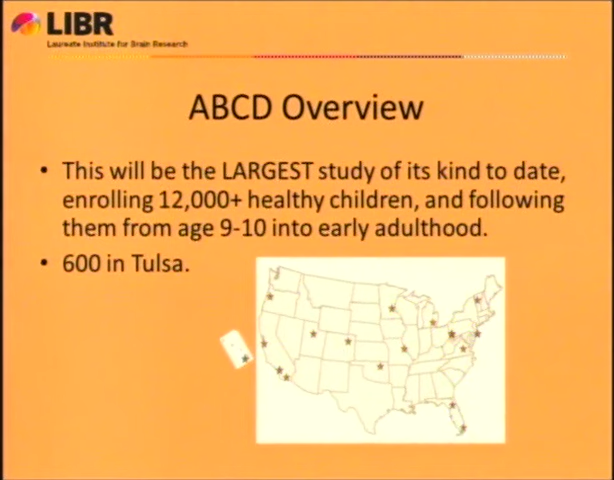 LIBR
Laureate Institute for Brain Research
ABCD Overview
• This will be the LARGEST study of its kind to date,
enrolling 12,000+ healthy children, and following
them from age 9-10 into early adulthood.
• 600 in Tulsa.